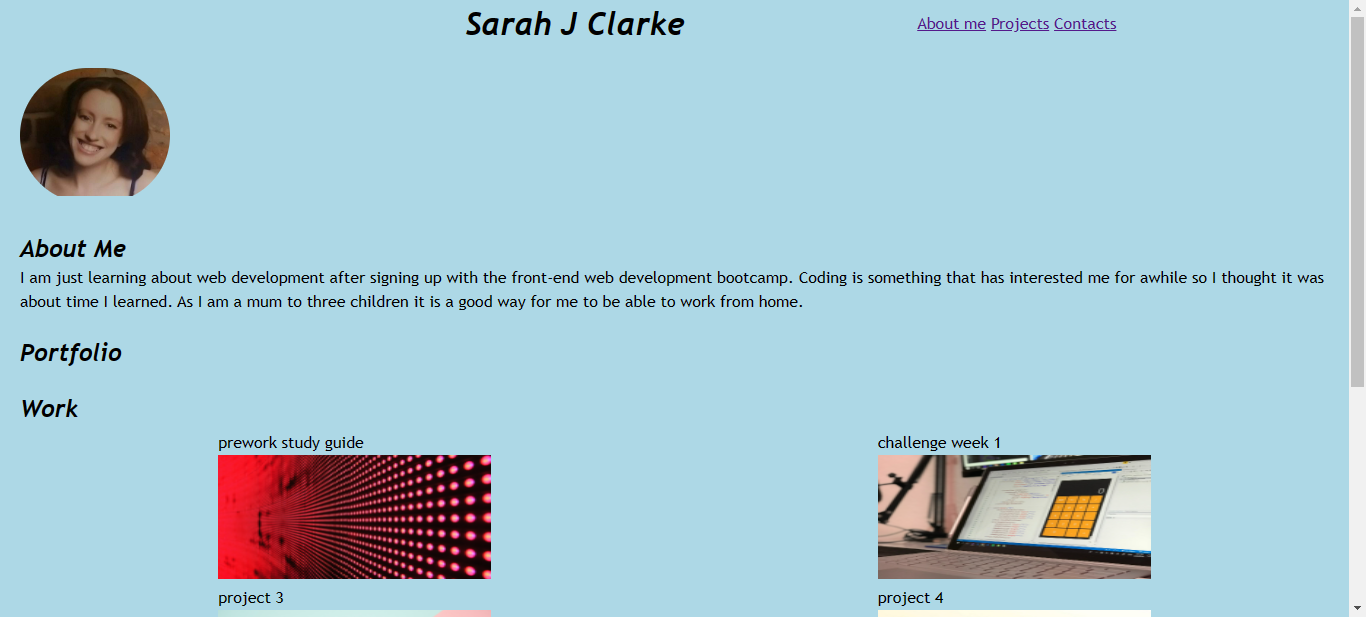 Sarah J Clarke
About me Projects Contacts
About Me
I am just learning about web development after signing up with the front-end web development bootcamp. Coding is something that has interested me for awhile so I thought it was
about time I learned. As I am a mum to three children it is a good way for me to be able to work from home.
Portfolio
Work
prework study guide
challenge week 1
project 3
project 4